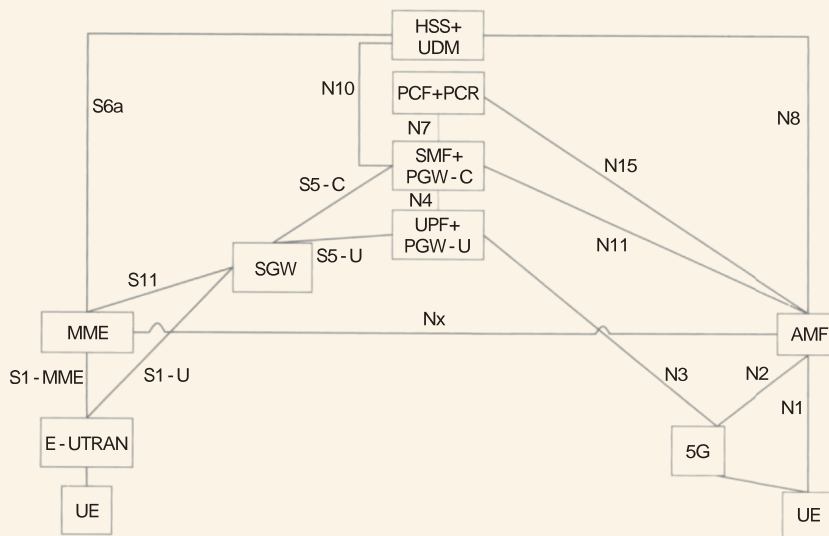 HSS+
UDM
N10
S6a
PCF+PCR
N8
N7
SMF+
PGW-C
N15
S5-C
N4
UPF+
PGW-U
N11
S5-U
SGW
S11
Nx
MME
AMF
S1-MME
S1-U
N3
N2
N1
E-UTRAN
5G
UE
UE